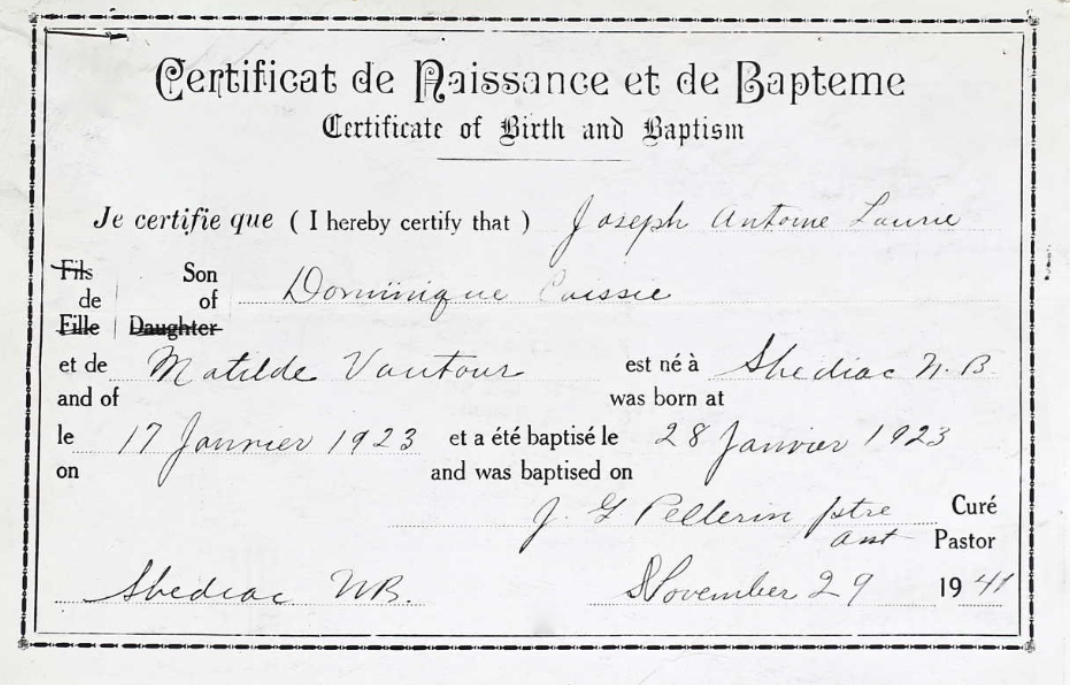 Certificat de Naissance et de Bapteme
Certificate of Birth and Baptism
Je certifie que ( I hereby certify that ) Joseph Antoine Laurie
Fils Son
de of Dominique Caissie
Fille Daughter
et de Matilde Vautour est né à Shediac N. B.
and of was born at
le 17 Janvier 1923 et a été baptisé le 28 Janvier 1923
on and was baptised on
J. G Pellerin ptre Curé
Pastor
Shediac NB. November 29 1941